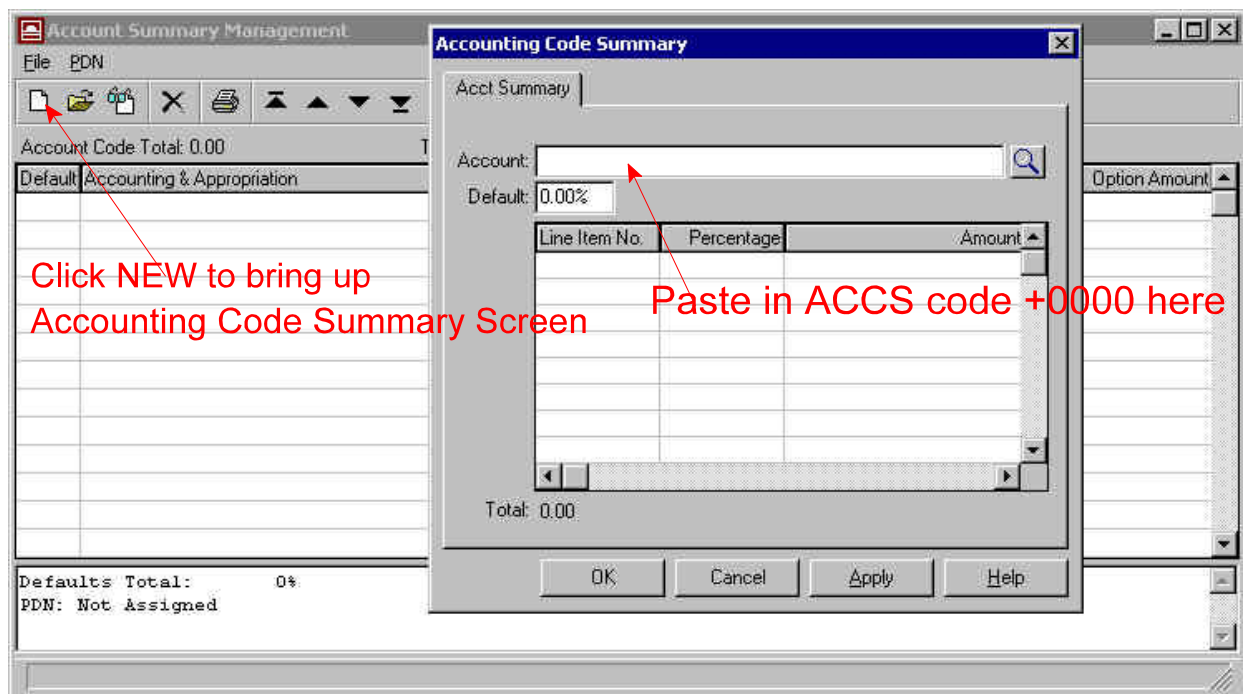 Account Summary Management
File PDN
Account Code Total: 0.00 T
Default Accounting & Appropriation
Option Amount
Click NEW to bring up
Accounting Code Summary Screen
Defaults Total: 0%
PDN: Not Assigned
Accounting Code Summary
Acct Summary
Account:
Default: 0.00%
Line Item No. Percentage Amount
Paste in ACCS code +0000 here
Total: 0.00
OK Cancel Apply Help